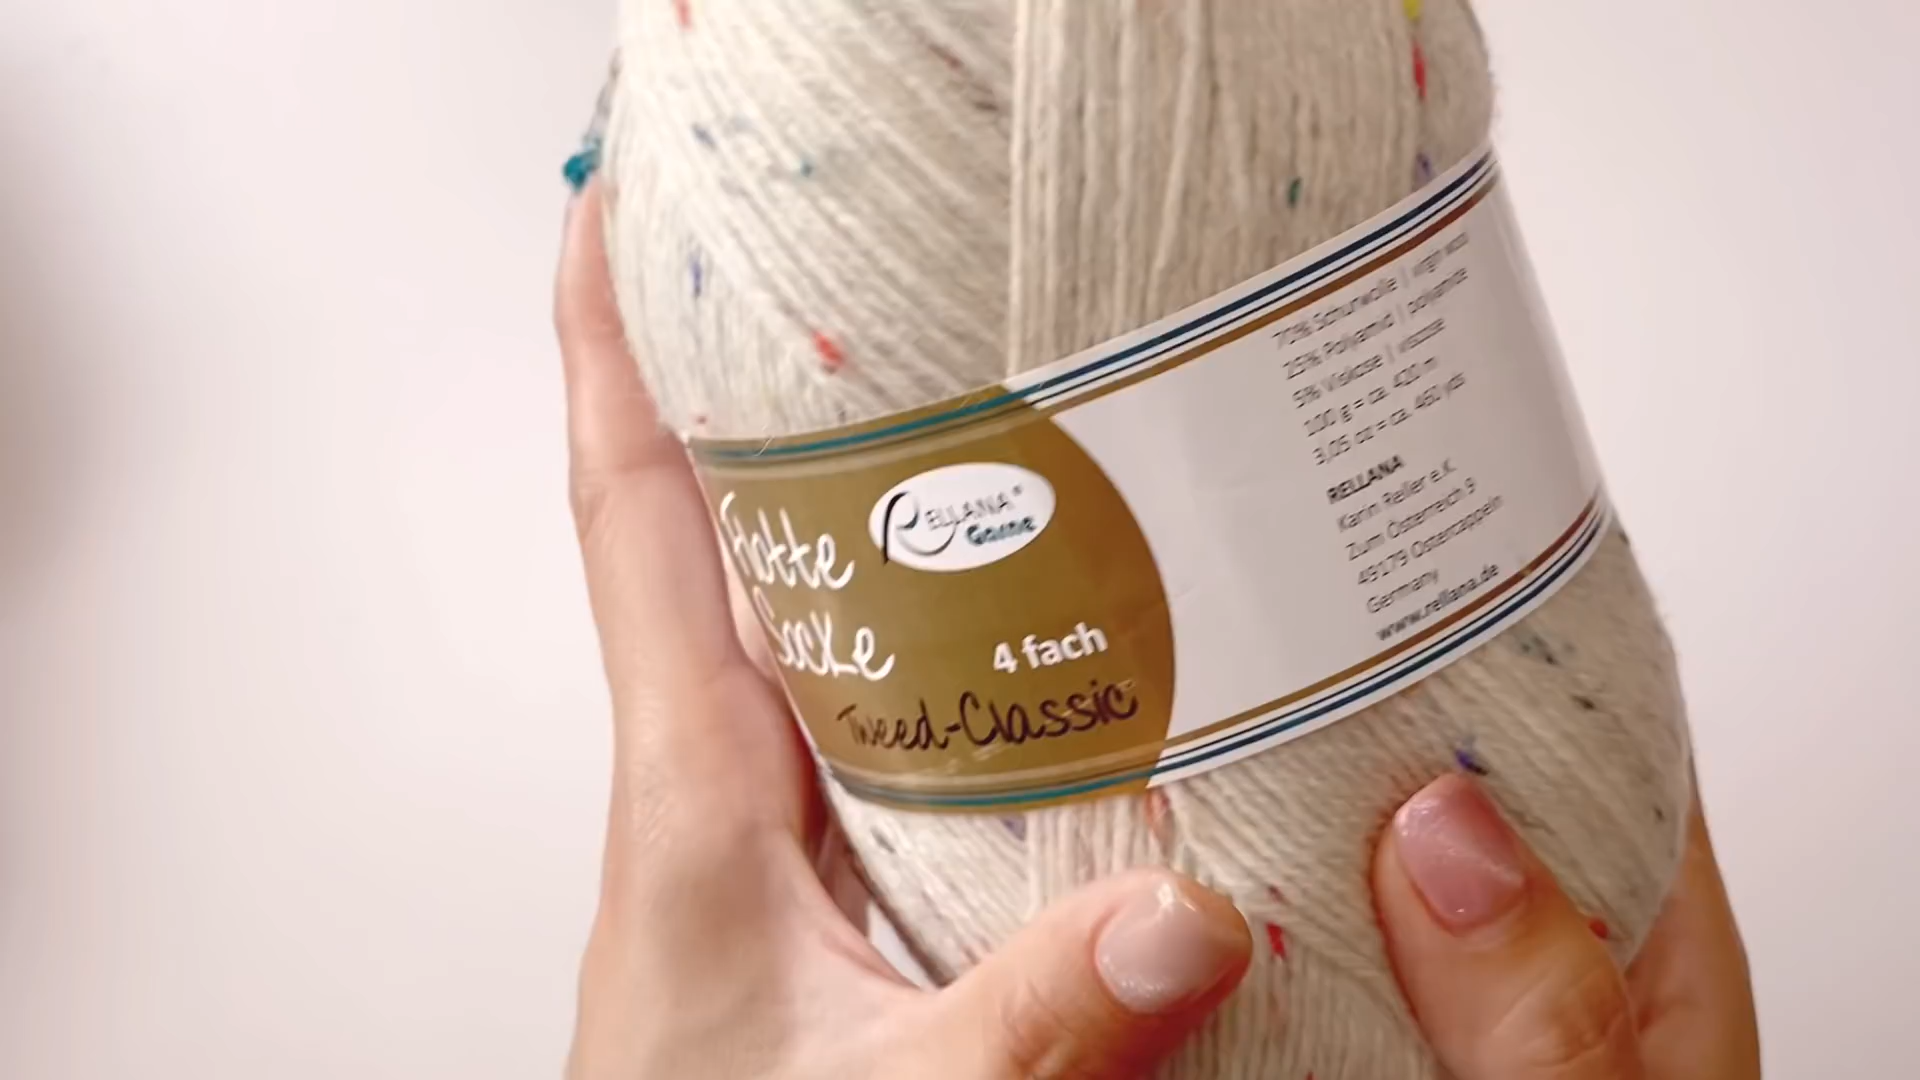 Flotte
Socke
RELLANA®
Garne
4 fach
Tweed-Classic
70% Schurwolle | virgin wool
25% Polyamid | polyamide
5% Viskose | viscose
100 g = ca. 420 m
3,05 oz = ca. 460 yds
RELLANA
Karin Reller e.K.
Zum Österreich 9
49179 Ostercappeln
Germany
www.rellana.de